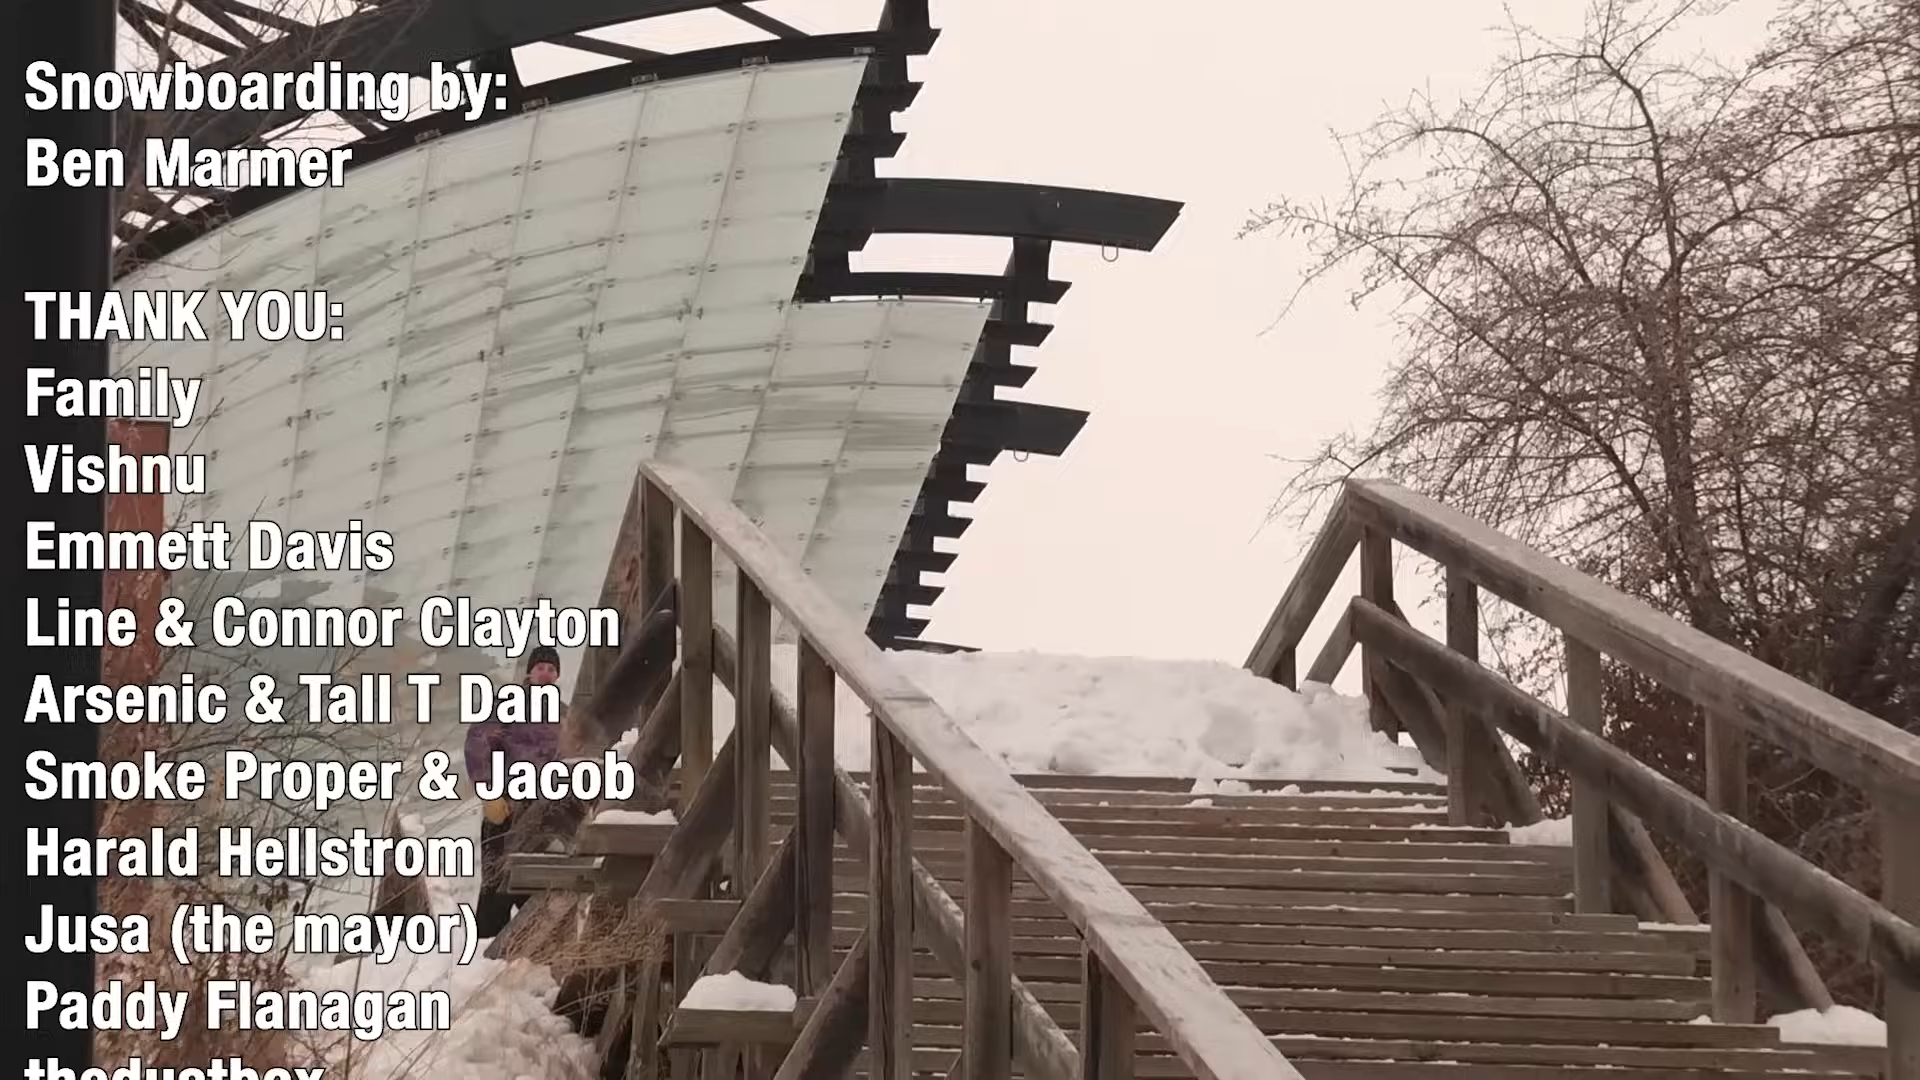 Snowboarding by:
Ben Marmer
THANK YOU:
Family
Vishnu
Emmett Davis
Line & Connor Clayton
Arsenic & Tall T Dan
Smoke Proper & Jacob
Harald Hellstrom
Jusa (the mayor)
Paddy Flanagan
thedustbox